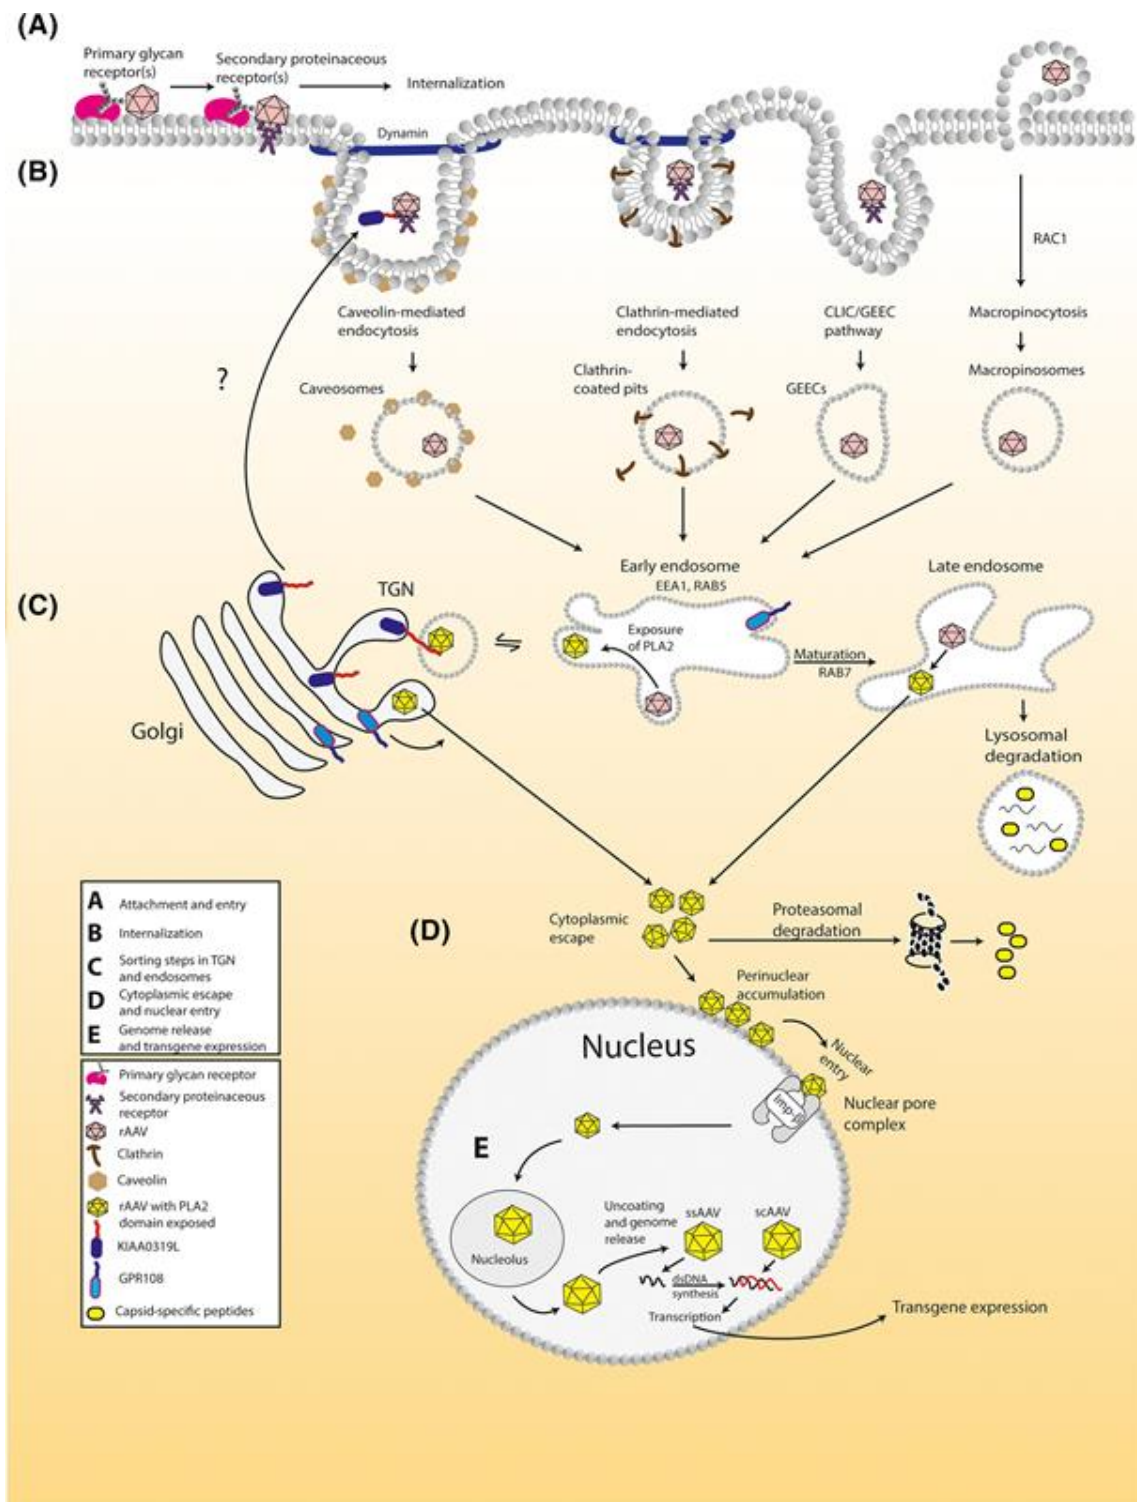 (A)
Primary glycan
receptor(s)
Secondary proteinaceous
receptor(s)
Internalization
Dynamin
(B)
RAC1
Caveolin-mediated
endocytosis
Clathrin-mediated
endocytosis
CLIC/GEEC
pathway
Macropinocytosis
?
Caveosomes
Clathrin-
coated pits
GEECs
Macropinosomes
(C)
TGN
Golgi
Early endosome
EEA1, RAB5
Exposure
of PLA2
Maturation
RAB7
Late endosome
Lysosomal
degradation
A Attachment and entry
B Internalization
C Sorting steps in TGN
and endosomes
D Cytoplasmic escape
and nuclear entry
E Genome release
and transgene expression
Primary glycan receptor
Secondary proteinaceous
receptor
rAAV
Clathrin
Caveolin
rAAV with PLA2
domain exposed
KIAA0319L
GPR108
Capsid-specific peptides
(D)
Cytoplasmic
escape
Proteasomal
degradation
Perinuclear
accumulation
Nucleus
Nuclear
entry
Imp-β
Nuclear pore
complex
E
Nucleolus
Uncoating
and genome
release
ssAAV
scAAV
dsDNA
synthesis
Transcription
Transgene expression